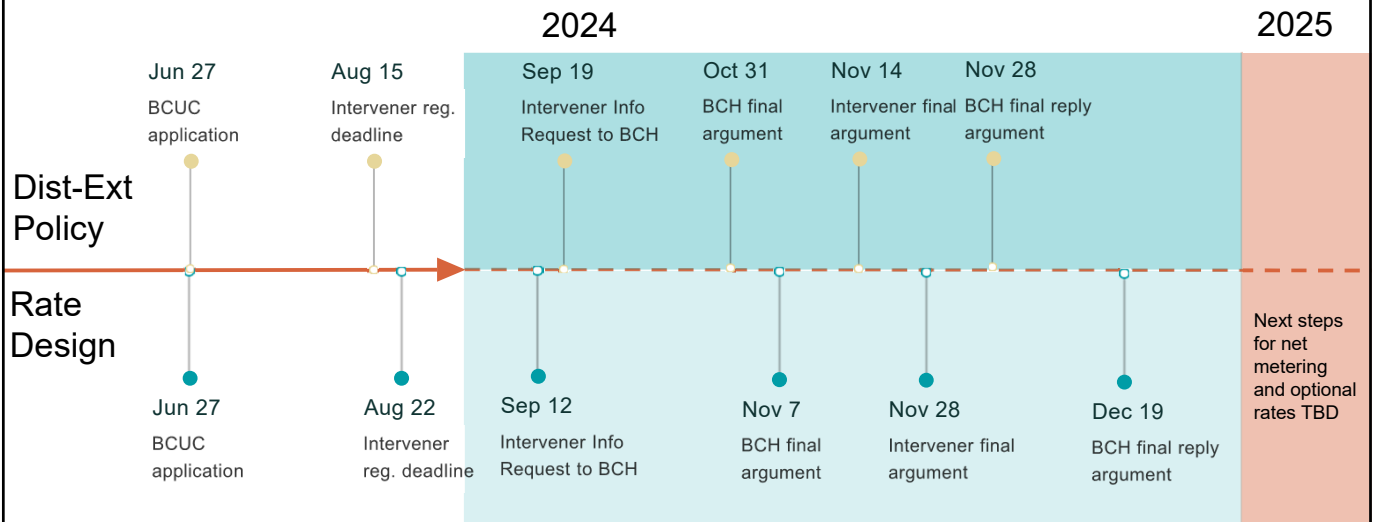 2024
2025
Jun 27
BCUC
application
Aug 15
Intervener reg.
deadline
Sep 19
Intervener Info
Request to BCH
Oct 31
BCH final
argument
Nov 14
Intervener final
argument
Nov 28
BCH final reply
argument
Dist-Ext
Policy
Rate
Design
Jun 27
BCUC
application
Aug 22
Intervener
reg. deadline
Sep 12
Intervener Info
Request to BCH
Nov 7
BCH final
argument
Nov 28
Intervener final
argument
Dec 19
BCH final reply
argument
Next steps
for net
metering
and optional
rates TBD